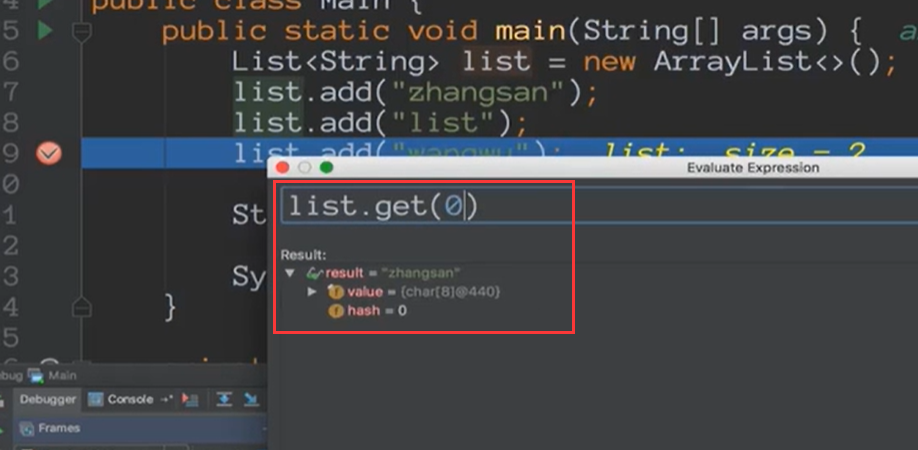 4 public class Main {
5 public static void main(String[] args) { a
6 List<String> list = new ArrayList<>();
7 list.add("zhangsan");
8 list.add("list");
9 list.add("wangwu"); list: size = 2
0 Evaluate Expression
list.get(0)
1 St
2 Result:
result = "zhangsan"
3 Sy
value = {char[8]@440}
4 }
hash = 0
5
Main
Debugger Console
Frames